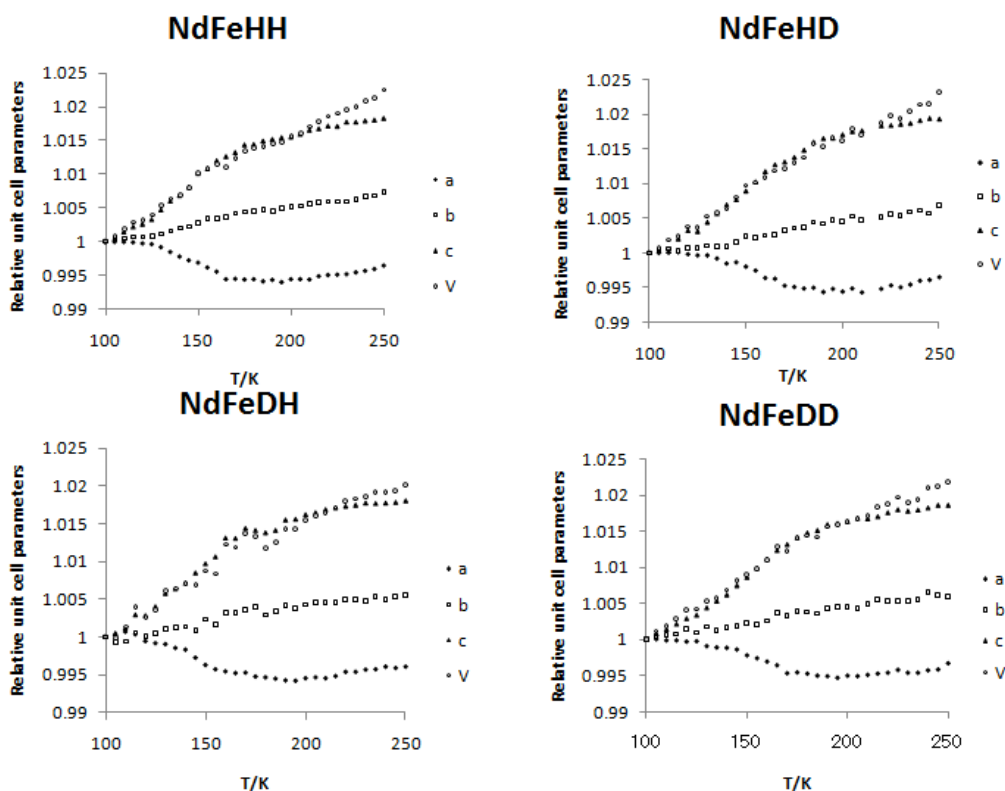 NdFeHH
Relative unit cell parameters
1.025
1.02
1.015
1.01
1.005
1
0.995
0.99
100 150 200 250
T/K
a
b
c
V
NdFeHD
Relative unit cell parameters
1.025
1.02
1.015
1.01
1.005
1
0.995
0.99
100 150 200 250
T/K
a
b
c
V
NdFeDH
Relative unit cell parameters
1.025
1.02
1.015
1.01
1.005
1
0.995
0.99
100 150 200 250
T/K
a
b
c
V
NdFeDD
Relative unit cell parameters
1.025
1.02
1.015
1.01
1.005
1
0.995
0.99
100 150 200 250
T/K
a
b
c
V